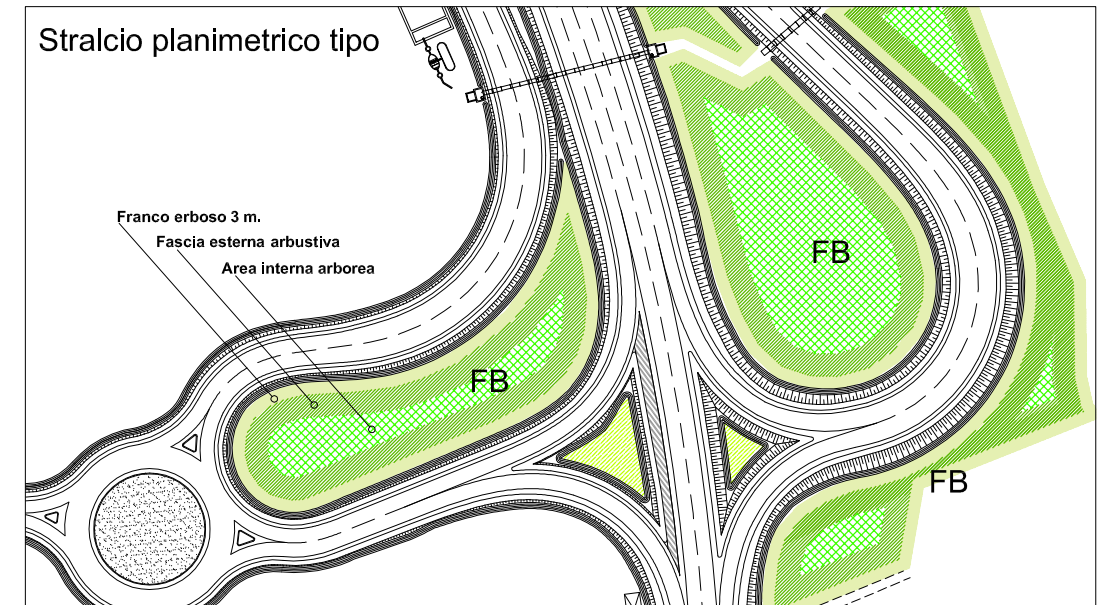 Stralcio planimetrico tipo
Franco erboso 3 m.
Fascia esterna arbustiva
Area interna arborea
FB
FB
FB